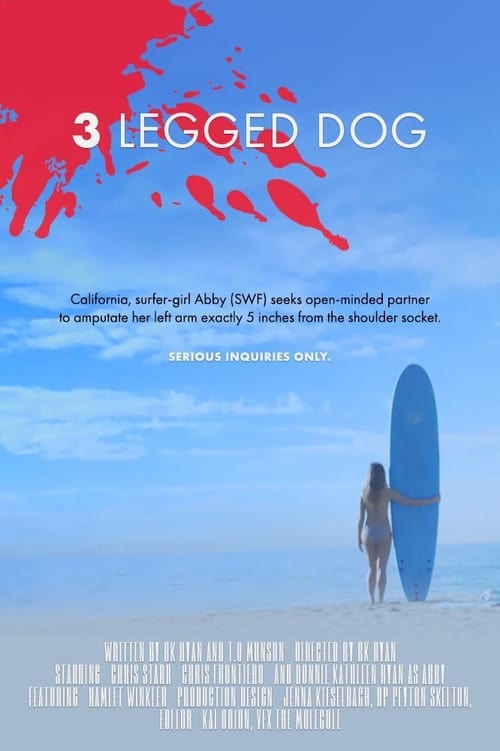 3 LEGGED DOG
California, surfer-girl Abby (SWF) seeks open-minded partner
to amputate her left arm exactly 5 inches from the shoulder socket.
SERIOUS INQUIRIES ONLY.
WRITTEN BY BK RYAN AND T.O MUNSON DIRECTED BY BK RYAN
STARRING CHRIS STARR CHRIS FRONTIERO AND BONNIE KATHLEEN RYAN AS ABBY
FEATURING HAMLET WINKLER PRODUCTION DESIGN JENNA KIESELBACH, DP PEYTON SKELTON,
EDITOR KAI ORION, VFX THE MOLECULE